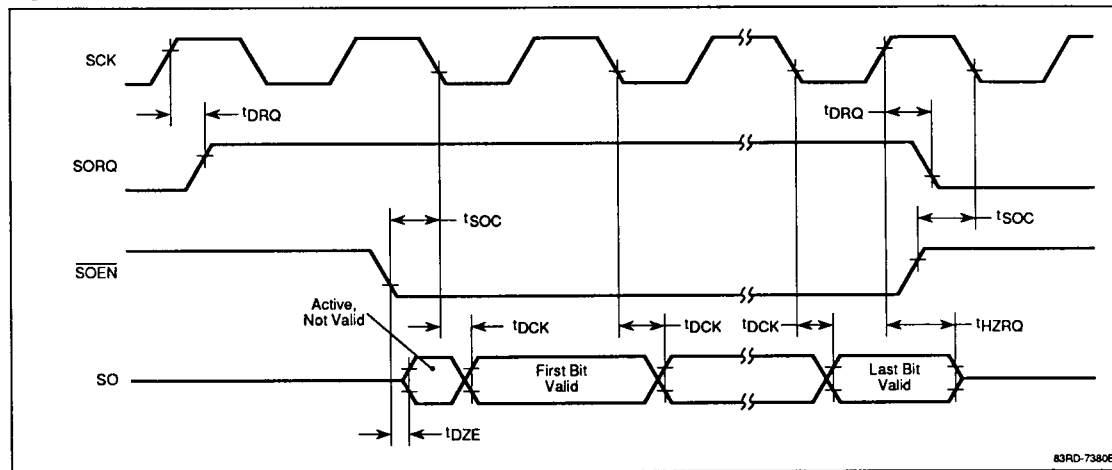 SCK
tDRQ
tDRQ
SORQ
tSOC
tSOC
SOEN
Active,
Not Valid
tDCK
tDCK
tDCK
tHZRQ
SO
First Bit
Valid
Last Bit
Valid
tDZE
83RD-7380B